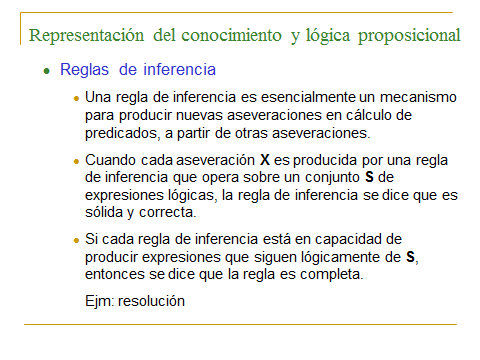 Representación del conocimiento y lógica proposicional
Reglas de inferencia
Una regla de inferencia es esencialmente un mecanismo
para producir nuevas aseveraciones en cálculo de
predicados, a partir de otras aseveraciones.
Cuando cada aseveración X es producida por una regla
de inferencia que opera sobre un conjunto S de
expresiones lógicas, la regla de inferencia se dice que es
sólida y correcta.
Si cada regla de inferencia está en capacidad de
producir expresiones que siguen lógicamente de S,
entonces se dice que la regla es completa.
Ejm: resolución